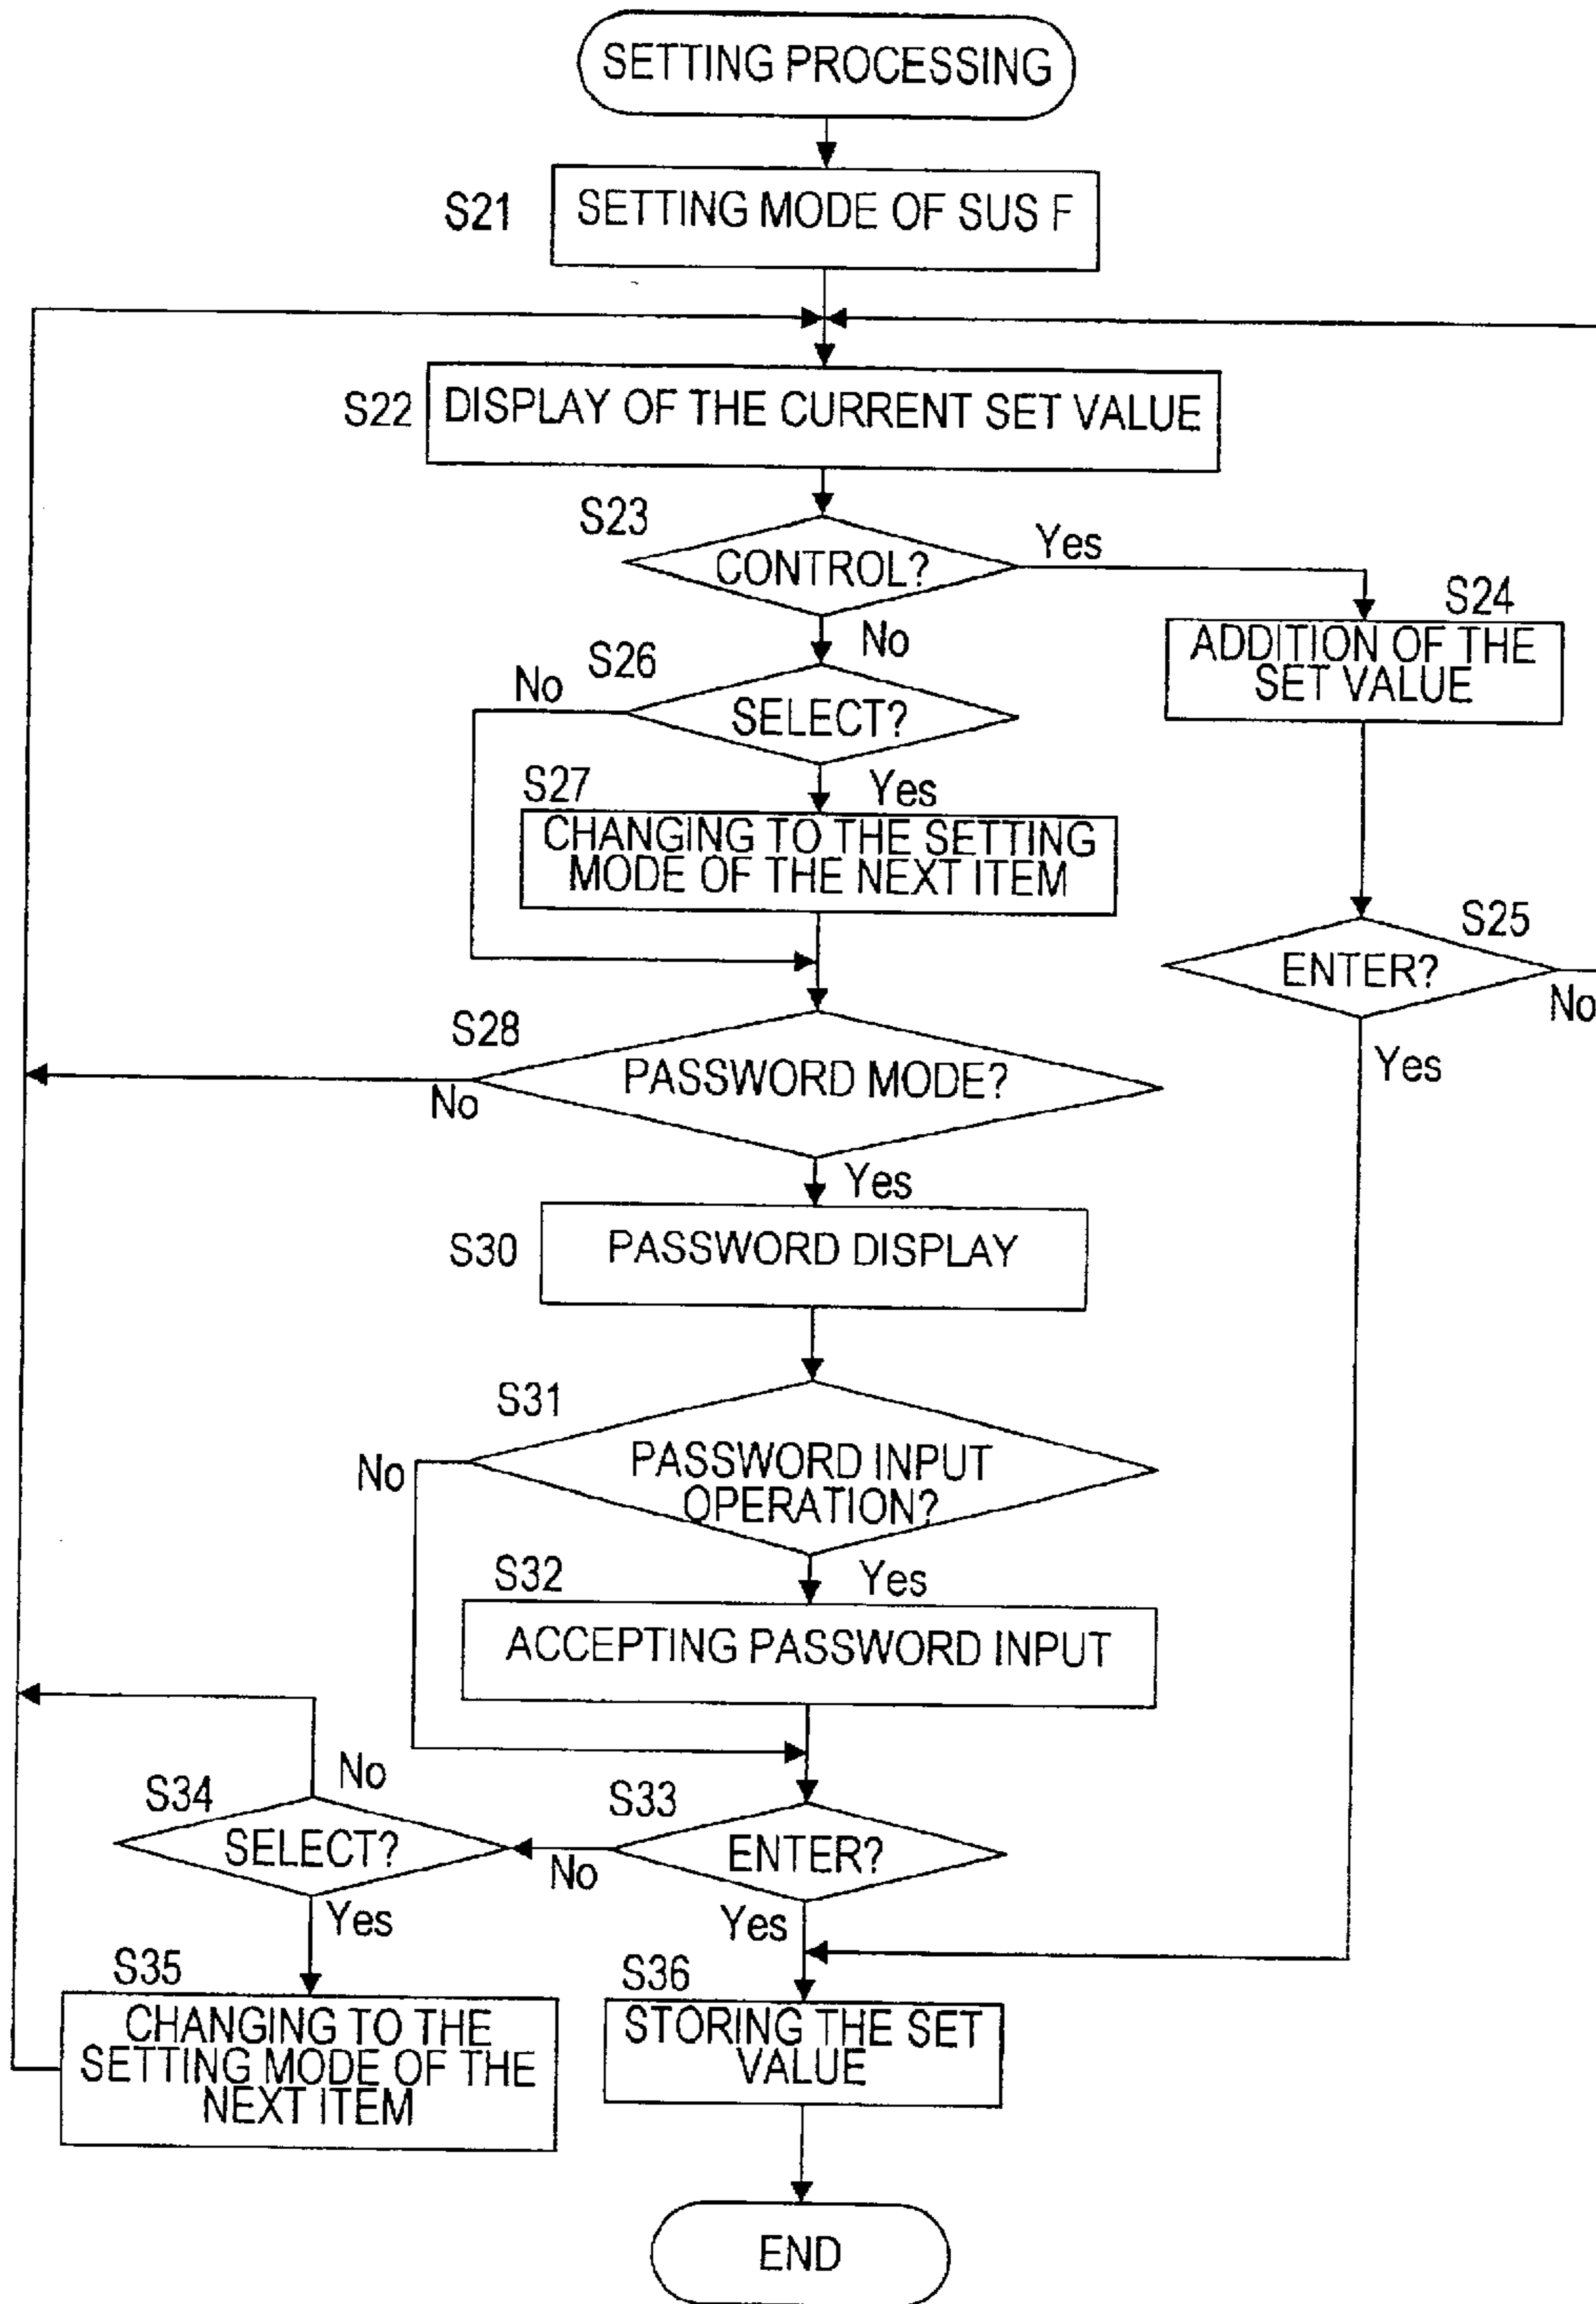 SETTING PROCESSING
S21
SETTING MODE OF SUS F
S22
DISPLAY OF THE CURRENT SET VALUE
S23
CONTROL?
Yes
No
S24
ADDITION OF THE
SET VALUE
S26
No
SELECT?
Yes
S27
CHANGING TO THE SETTING
MODE OF THE NEXT ITEM
S25
ENTER?
No
Yes
S28
PASSWORD MODE?
No
Yes
S30
PASSWORD DISPLAY
S31
No
PASSWORD INPUT
OPERATION?
Yes
S32
ACCEPTING PASSWORD INPUT
S33
ENTER?
No
Yes
S34
No
SELECT?
Yes
S35
CHANGING TO THE
SETTING MODE OF THE
NEXT ITEM
S36
STORING THE SET
VALUE
END